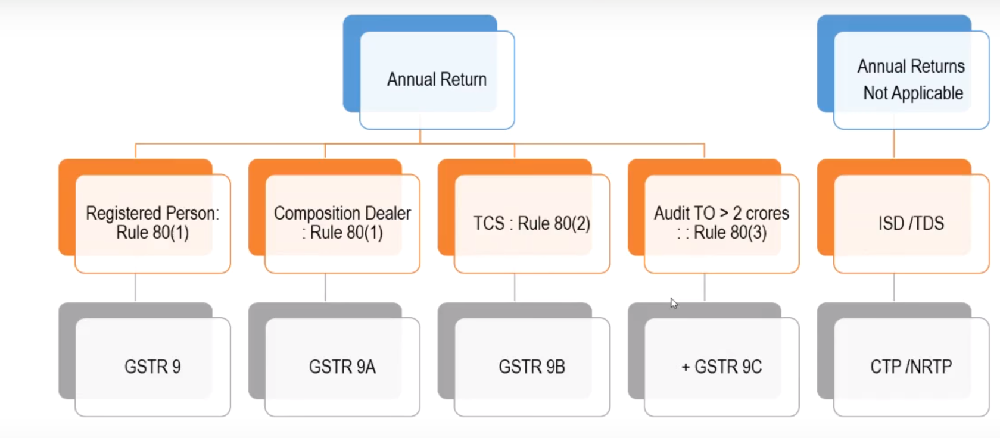 Annual Return
Annual Returns
Not Applicable
Registered Person:
Rule 80(1)
Composition Dealer
: Rule 80(1)
TCS : Rule 80(2)
Audit TO > 2 crores
: : Rule 80(3)
ISD /TDS
GSTR 9
GSTR 9A
GSTR 9B
+ GSTR 9C
CTP /NRTP